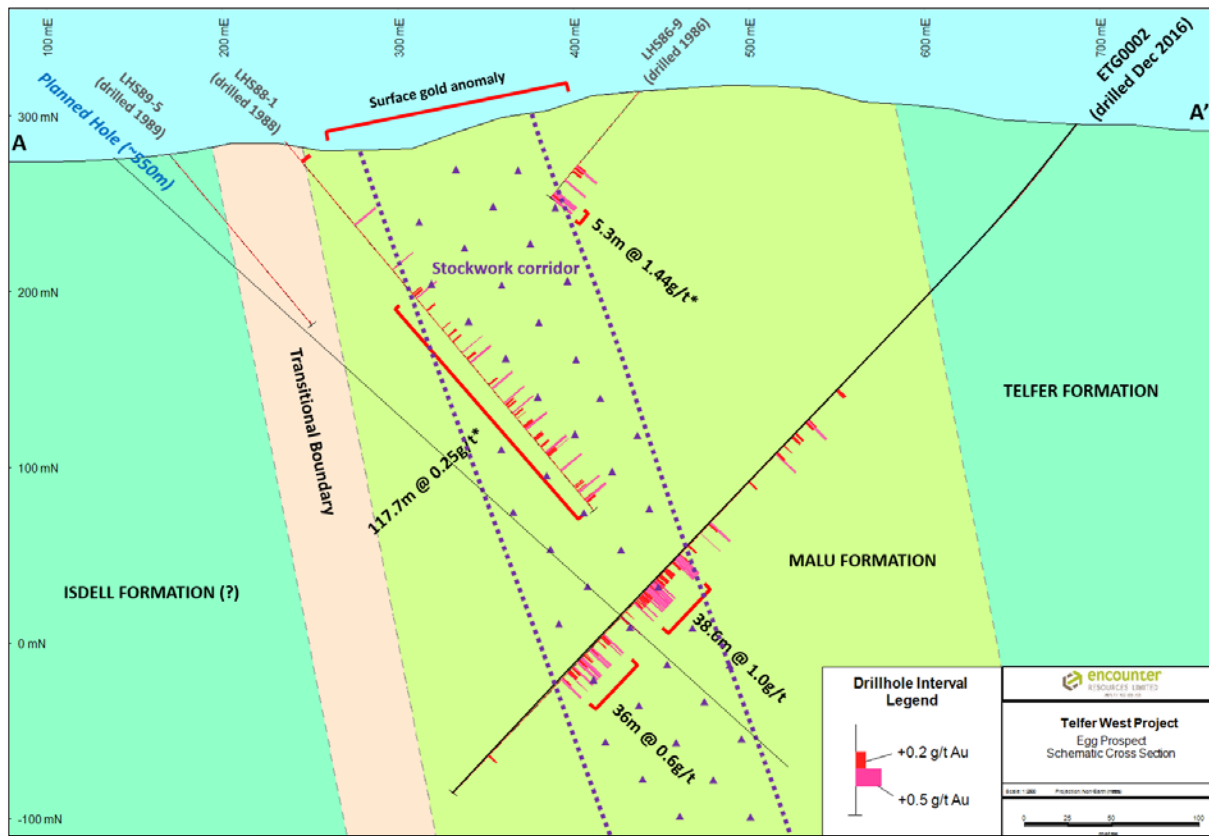 100 mE
200 mE
300 mE
400 mE
500 mE
600 mE
700 mE
Planned Hole (~550m)
LHS89-5
(drilled 1989)
LHS88-1
(drilled 1988)
LHS86-9
(drilled 1986)
ETG0002
(drilled Dec 2016)
Surface gold anomaly
A
A'
300 mN
200 mN
100 mN
0 mN
-100 mN
Stockwork corridor
5.3m @ 1.44g/t*
Transitional Boundary
117.7m @ 0.25g/t*
TELFER FORMATION
MALU FORMATION
ISDELL FORMATION (?)
38.6m @ 1.0g/t
36m @ 0.6g/t
Drillhole Interval
Legend
+0.2 g/t Au
+0.5 g/t Au
encounter
RESOURCES LIMITED
Telfer West Project
Egg Prospect
Schematic Cross Section
0
25
50
100